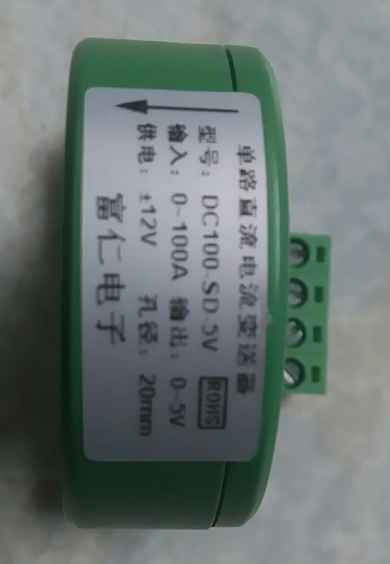 单路直流电流变送器
型号：DC100-SD-5V ROHS
输入：0~100A 输出：0~5V
供电：±12V 孔径：20mm
富仁电子